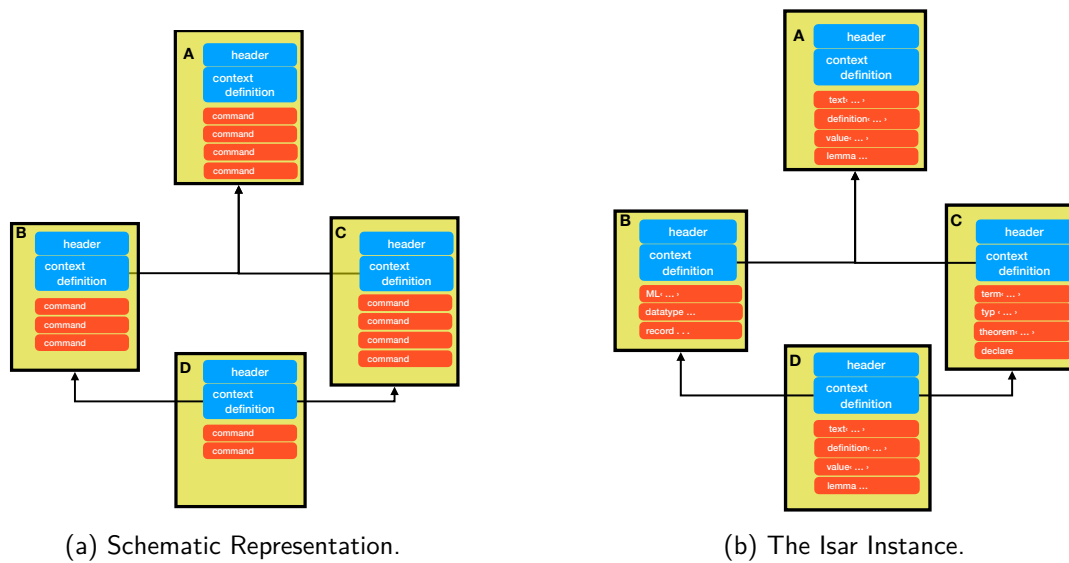 A
header
context
definition
command
command
command
command
B
header
context
definition
command
command
command
C
header
context
definition
command
command
command
command
D
header
context
definition
command
command
(a) Schematic Representation.
A
header
context
definition
text‹ … ›
definition‹ … ›
value‹ … ›
lemma …
B
header
context
definition
ML‹ … ›
datatype …
record . . .
C
header
context
definition
term‹ … ›
typ ‹ … ›
theorem‹ … ›
declare
D
header
context
definition
text‹ … ›
definition‹ … ›
value‹ … ›
lemma …
(b) The Isar Instance.